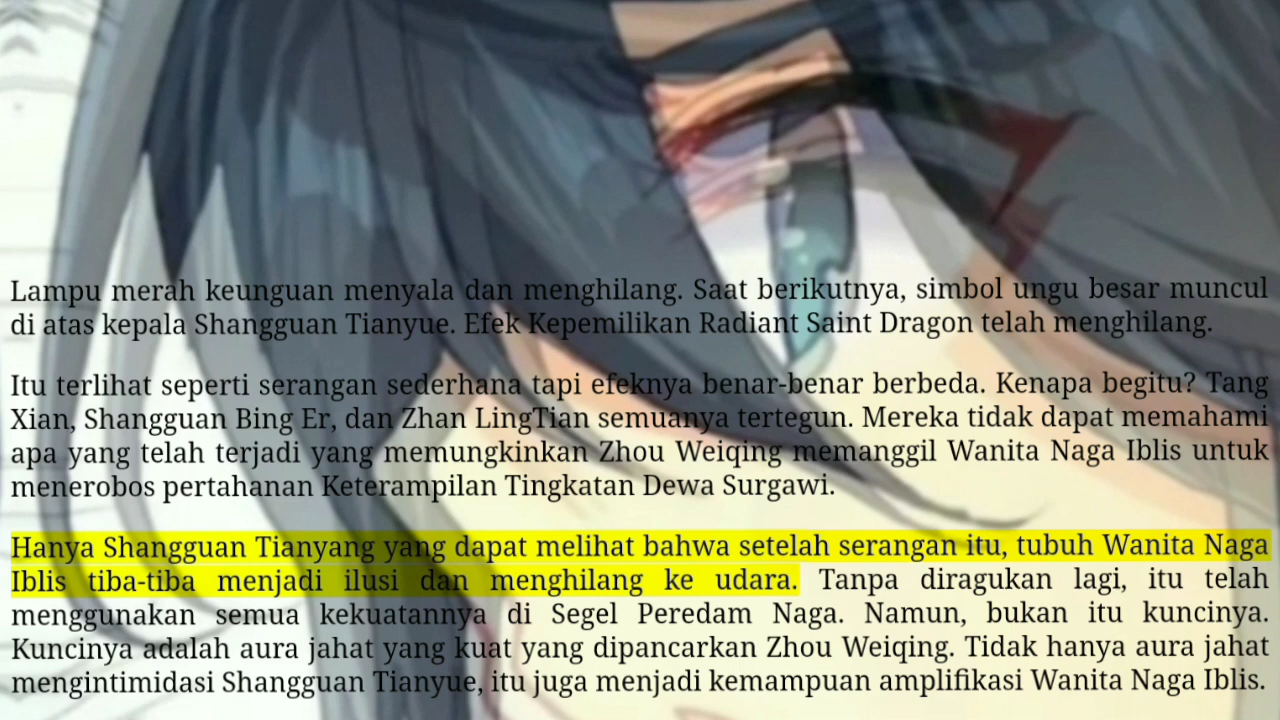 Lampu merah keunguan menyala dan menghilang. Saat berikutnya, simbol ungu besar muncul
di atas kepala Shangguan Tianyue. Efek Kepemilikan Radiant Saint Dragon telah menghilang.
Itu terlihat seperti serangan sederhana tapi efeknya benar-benar berbeda. Kenapa begitu? Tang
Xian, Shangguan Bing Er, dan Zhan LingTian semuanya tertegun. Mereka tidak dapat memahami
apa yang telah terjadi yang memungkinkan Zhou Weiqing memanggil Wanita Naga Iblis untuk
menerobos pertahanan Keterampilan Tingkatan Dewa Surgawi.
Hanya Shangguan Tianyang yang dapat melihat bahwa setelah serangan itu, tubuh Wanita Naga
Iblis tiba-tiba menjadi ilusi dan menghilang ke udara. Tanpa diragukan lagi, itu telah
menggunakan semua kekuatannya di Segel Peredam Naga. Namun, bukan itu kuncinya.
Kuncinya adalah aura jahat yang kuat yang dipancarkan Zhou Weiqing. Tidak hanya aura jahat
mengintimidasi Shangguan Tianyue, itu juga menjadi kemampuan amplifikasi Wanita Naga Iblis.